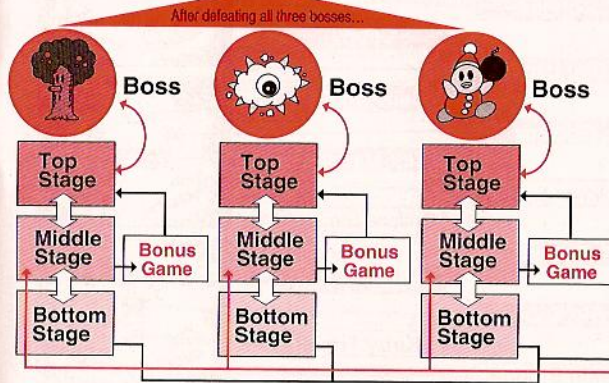 After defeating all three bosses...
Boss
Boss
Boss
Top
Stage
Top
Stage
Top
Stage
Middle
Stage
Bonus
Game
Middle
Stage
Bonus
Game
Middle
Stage
Bonus
Game
Bottom
Stage
Bottom
Stage
Bottom
Stage